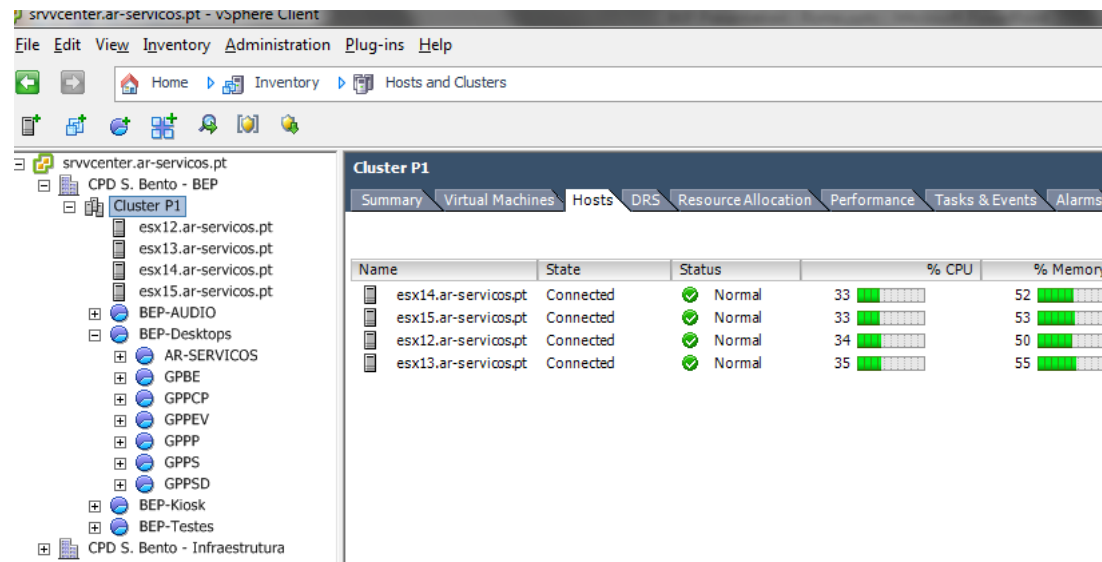 srvvcenter.ar-servicos.pt - vSphere Client
File Edit View Inventory Administration Plug-ins Help
Home Inventory Hosts and Clusters
srvvcenter.ar-servicos.pt
CPD S. Bento - BEP
Cluster P1
esx12.ar-servicos.pt
esx13.ar-servicos.pt
esx14.ar-servicos.pt
esx15.ar-servicos.pt
BEP-AUDIO
BEP-Desktops
AR-SERVICOS
GPBE
GPPCP
GPPEV
GPPP
GPPS
GPPSD
BEP-Kiosk
BEP-Testes
CPD S. Bento - Infraestrutura
Cluster P1
Summary Virtual Machines Hosts DRS Resource Allocation Performance Tasks & Events Alarms
Name State Status % CPU % Memory
esx14.ar-servicos.pt Connected Normal 33 52
esx15.ar-servicos.pt Connected Normal 33 53
esx12.ar-servicos.pt Connected Normal 34 50
esx13.ar-servicos.pt Connected Normal 35 55